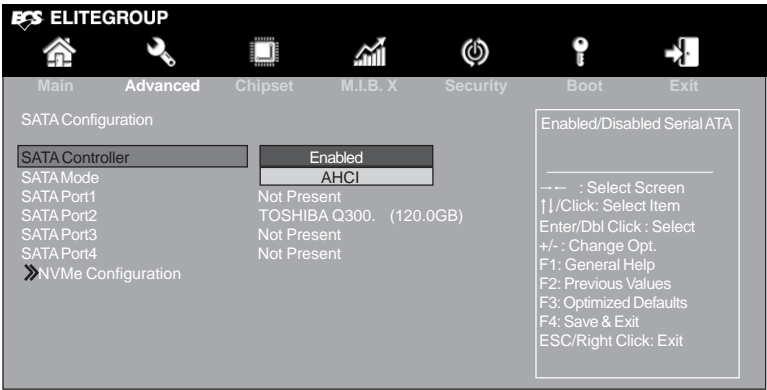 ECS ELITEGROUP
Main Advanced Chipset M.I.B. X Security Boot Exit
SATA Configuration
SATA Controller Enabled
SATA Mode AHCI
SATA Port1 Not Present
SATA Port2 TOSHIBA Q300. (120.0GB)
SATA Port3 Not Present
SATA Port4 Not Present
NVMe Configuration
Enabled/Disabled Serial ATA
→← : Select Screen
↑↓/Click: Select Item
Enter/Dbl Click : Select
+/- : Change Opt.
F1: General Help
F2: Previous Values
F3: Optimized Defaults
F4: Save & Exit
ESC/Right Click: Exit